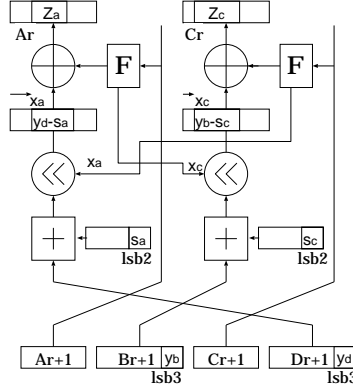 Za
Zc
Ar
Cr
F
F
xa
xc
yd-sa
yb-sc
xa
xc
<<
<<
+
sa
+
sc
lsb2
lsb2
Ar+1
Br+1 yb
Cr+1
Dr+1 yd
lsb3
lsb3